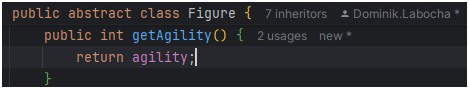 public abstract class Figure { 7 inheritors Dominik.Labocha *
public int getAgility() { 2 usages new *
return agility;
}